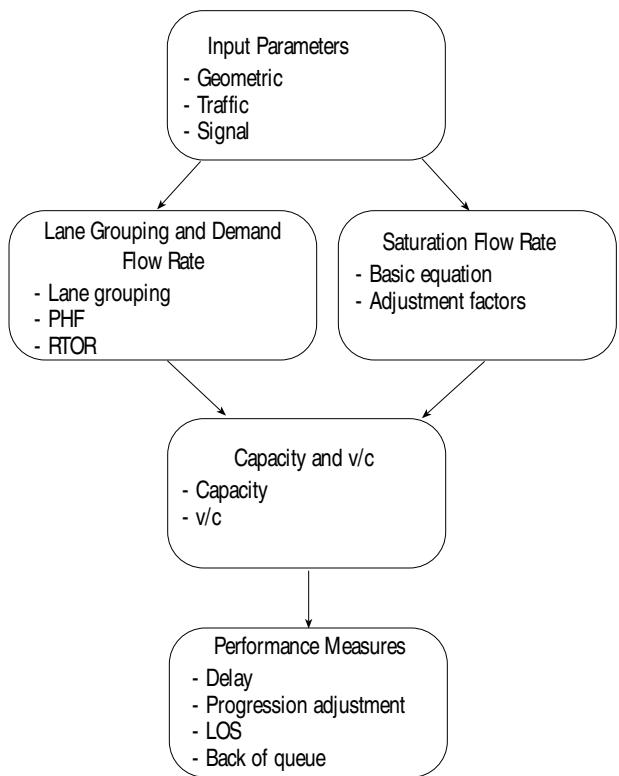 Input Parameters
- Geometric
- Traffic
- Signal
Lane Grouping and Demand
Flow Rate
- Lane grouping
- PHF
- RTOR
Saturation Flow Rate
- Basic equation
- Adjustment factors
Capacity and v/c
- Capacity
- v/c
Performance Measures
- Delay
- Progression adjustment
- LOS
- Back of queue